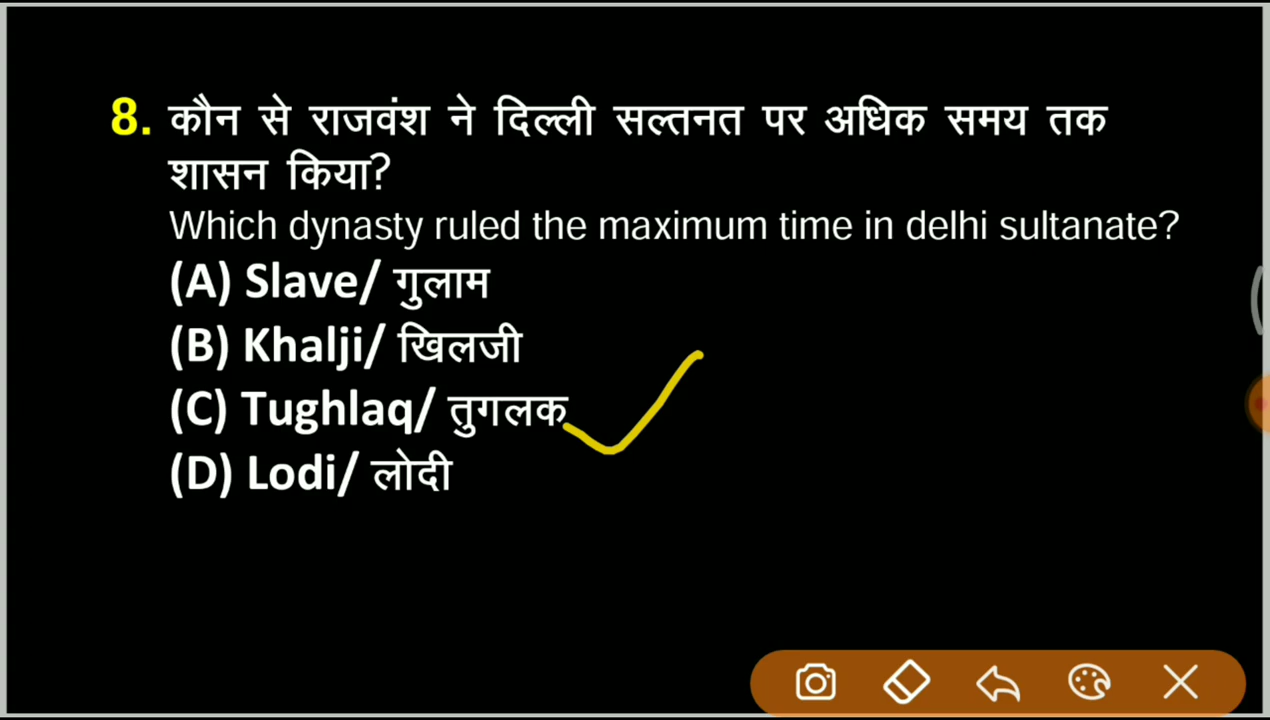 8. कौन से राजवंश ने दिल्ली सल्तनत पर अधिक समय तक
शासन किया?
Which dynasty ruled the maximum time in delhi sultanate?
(A) Slave/ गुलाम
(B) Khalji/ खिलजी
(C) Tughlaq/ तुगलक
(D) Lodi/ लोदी